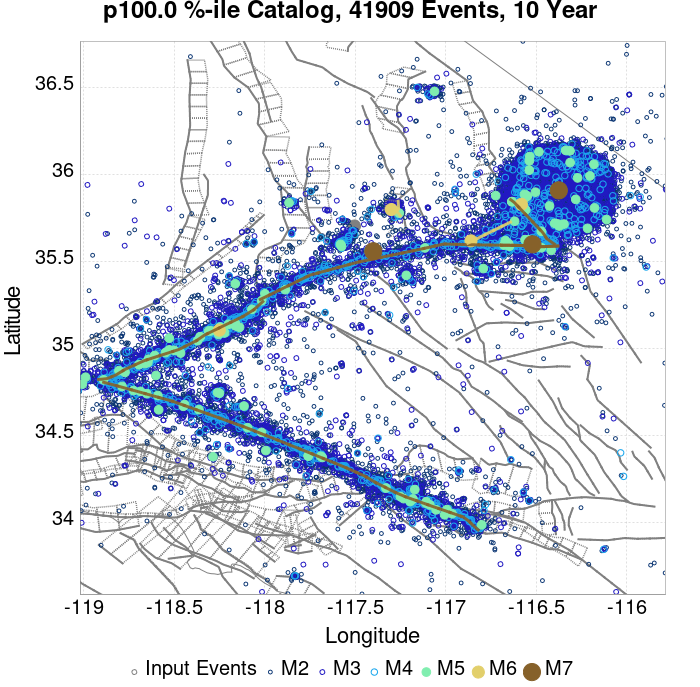 p100.0 %-ile Catalog, 41909 Events, 10 Year
36.5
36
35.5
35
34.5
34
Latitude
-119 -118.5 -118 -117.5 -117 -116.5 -116
Longitude
Input Events M2 M3 M4 M5 M6 M7